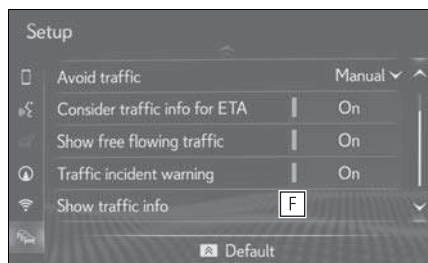 Setup
Avoid traffic Manual
Consider traffic info for ETA On
Show free flowing traffic On
Traffic incident warning On
Show traffic info F
Default